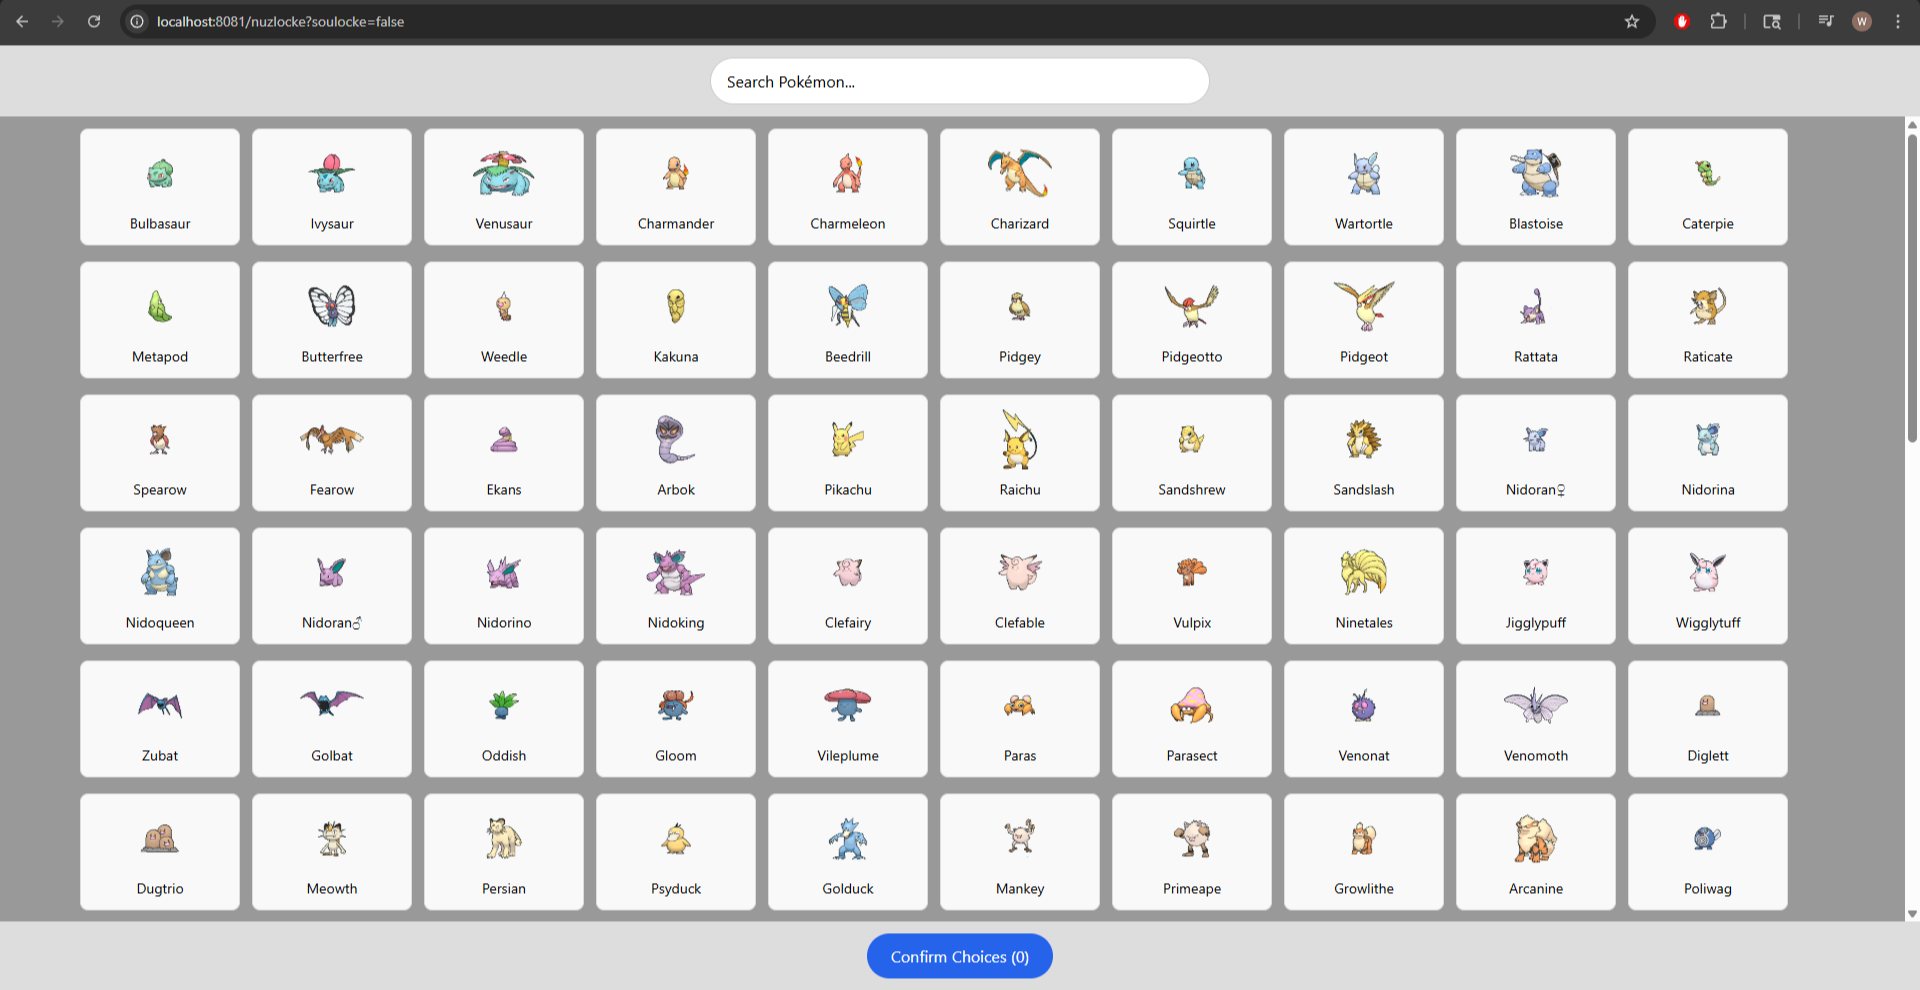 localhost:8081/nuzlocke?soulocke=false
W
Search Pokémon...
Bulbasaur Ivysaur Venusaur Charmander Charmeleon Charizard Squirtle Wartortle Blastoise Caterpie
Metapod Butterfree Weedle Kakuna Beedrill Pidgey Pidgeotto Pidgeot Rattata Raticate
Spearow Fearow Ekans Arbok Pikachu Raichu Sandshrew Sandslash Nidoran♀ Nidorina
Nidoqueen Nidoran♂ Nidorino Nidoking Clefairy Clefable Vulpix Ninetales Jigglypuff Wigglytuff
Zubat Golbat Oddish Gloom Vileplume Paras Parasect Venonat Venomoth Diglett
Dugtrio Meowth Persian Psyduck Golduck Mankey Primeape Growlithe Arcanine Poliwag
Confirm Choices (0)